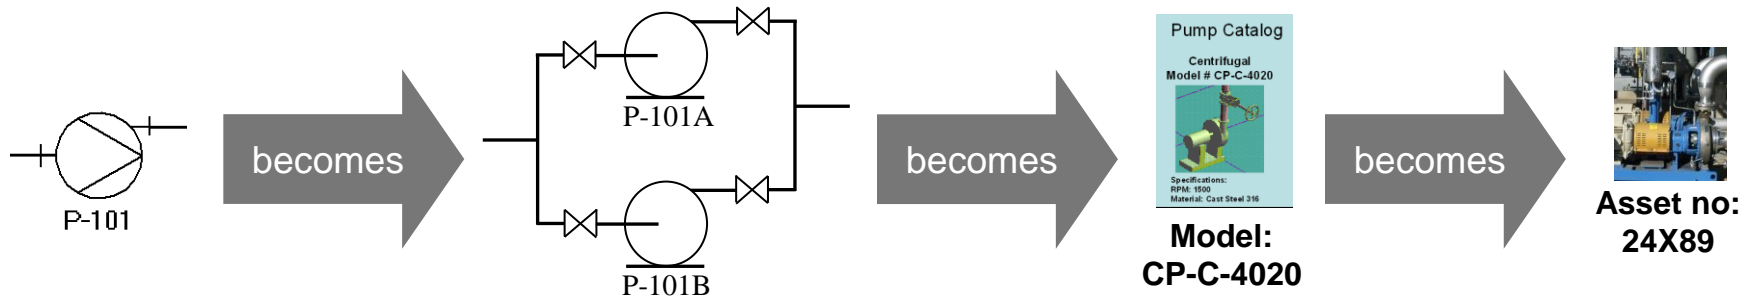 P-101
becomes
P-101A
P-101B
becomes
Pump Catalog
Centrifugal
Model # CP-C-4020
Specifications:
RPM: 1500
Material: Cast Steel 316
Model:
CP-C-4020
becomes
Asset no:
24X89